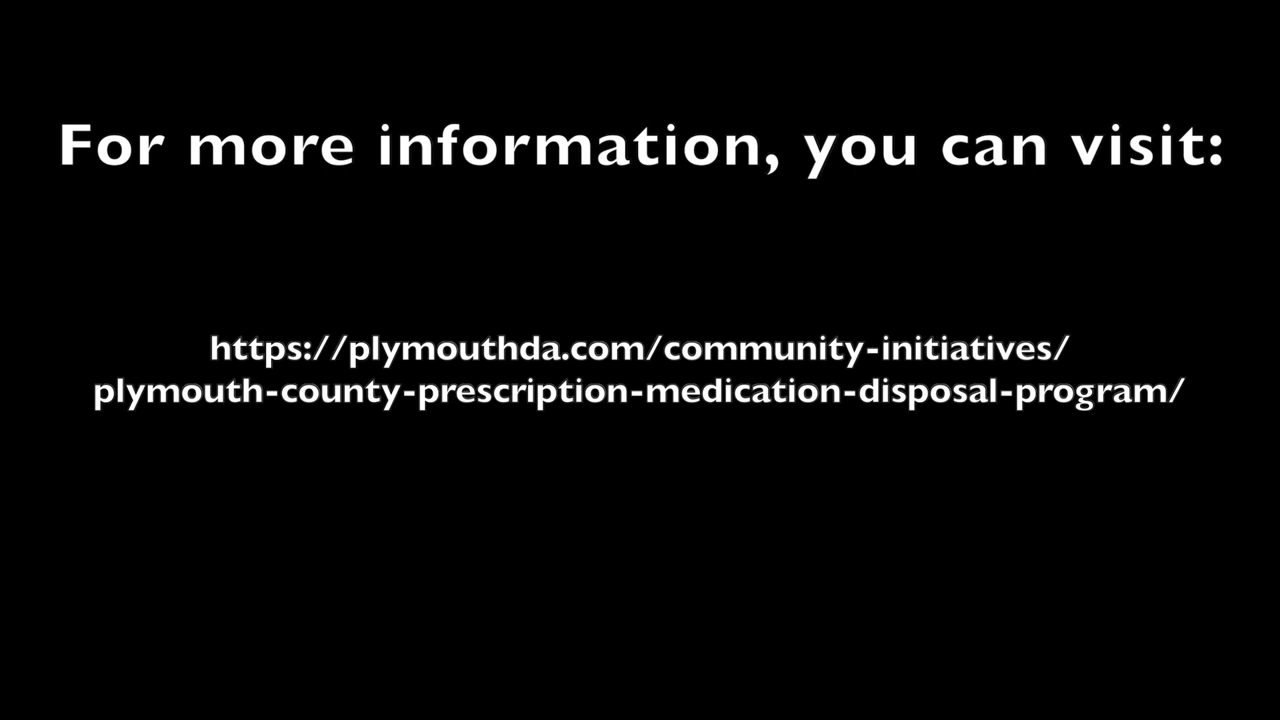 For more information, you can visit:
https://plymouthda.com/community-initiatives/
plymouth-county-prescription-medication-disposal-program/